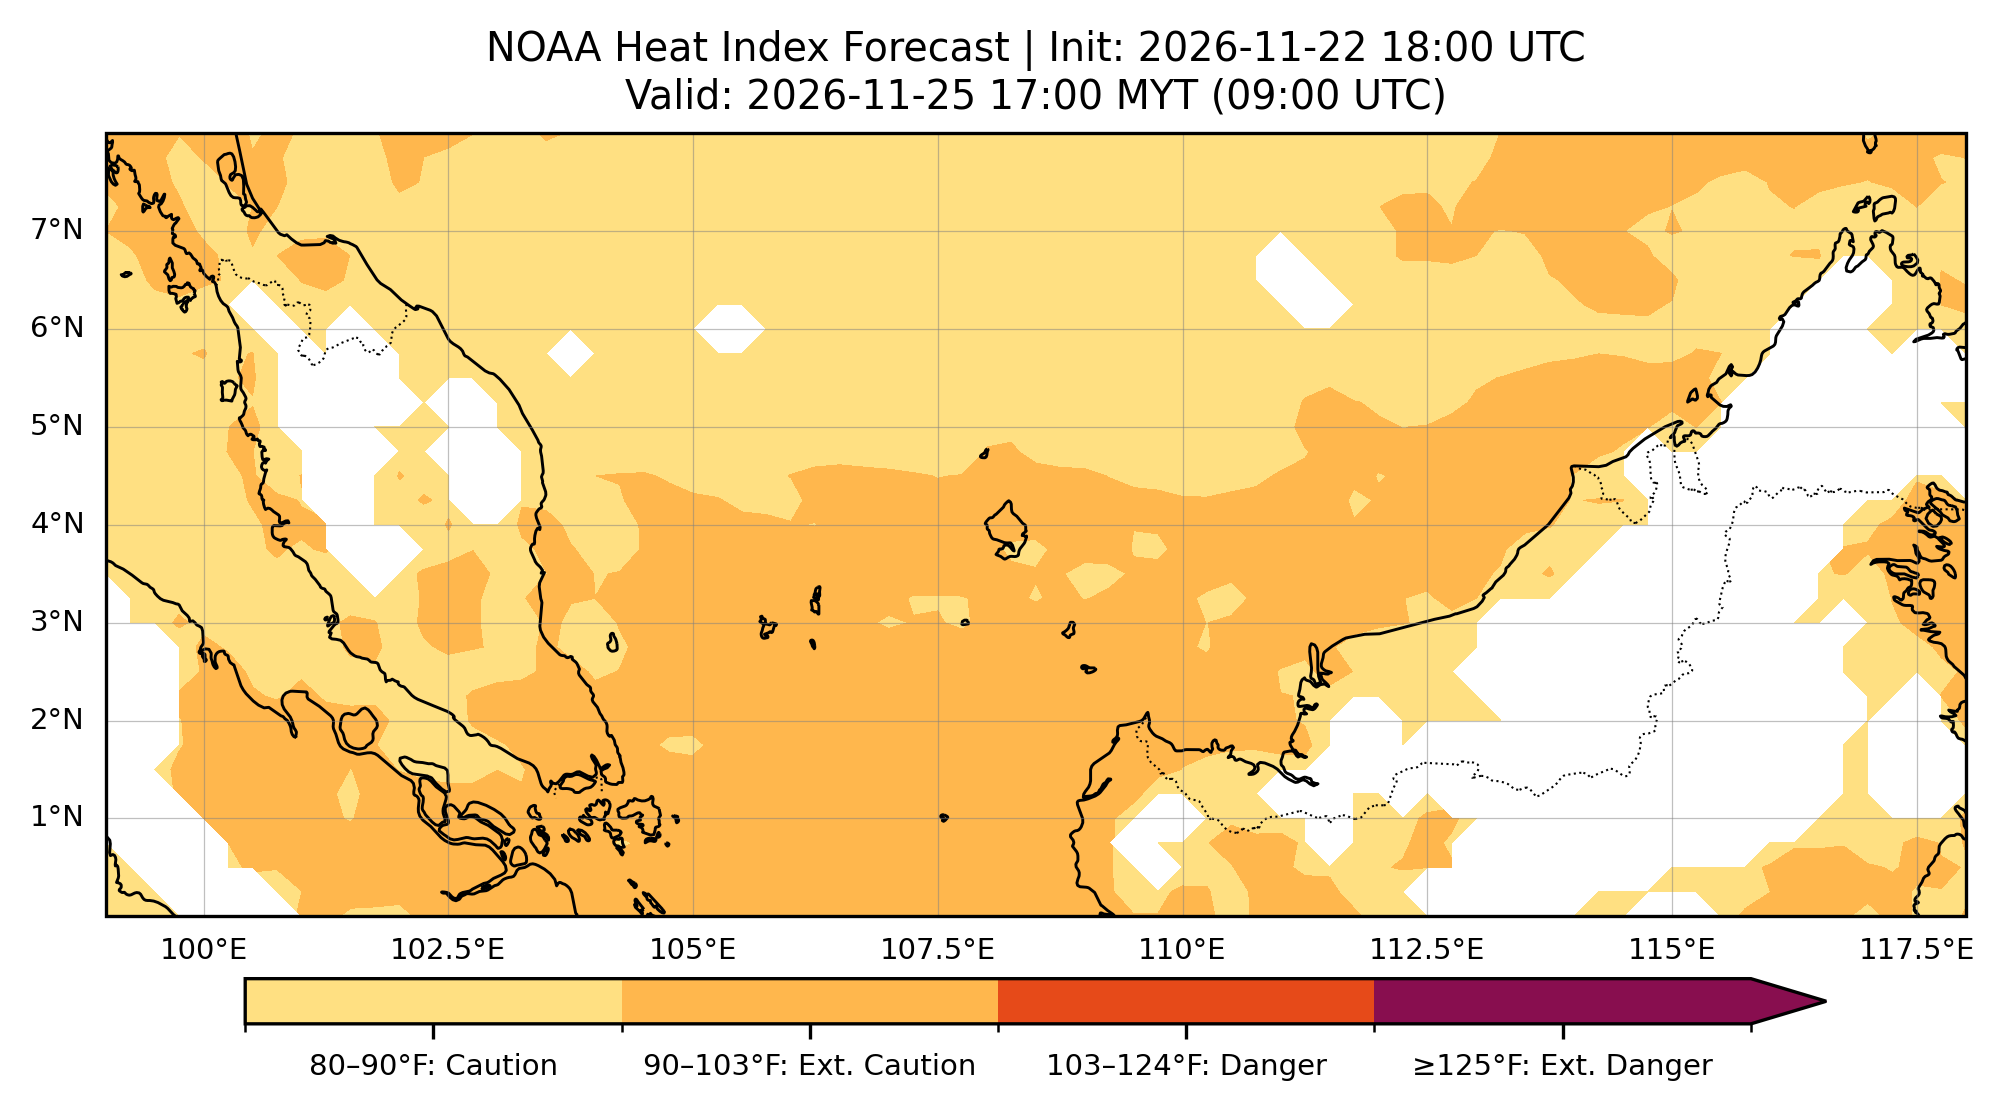 NOAA Heat Index Forecast | Init: 2026-11-22 18:00 UTC
Valid: 2026-11-25 17:00 MYT (09:00 UTC)
7°N
6°N
5°N
4°N
3°N
2°N
1°N
100°E 102.5°E 105°E 107.5°E 110°E 112.5°E 115°E 117.5°E
80–90°F: Caution 90–103°F: Ext. Caution 103–124°F: Danger ≥125°F: Ext. Danger